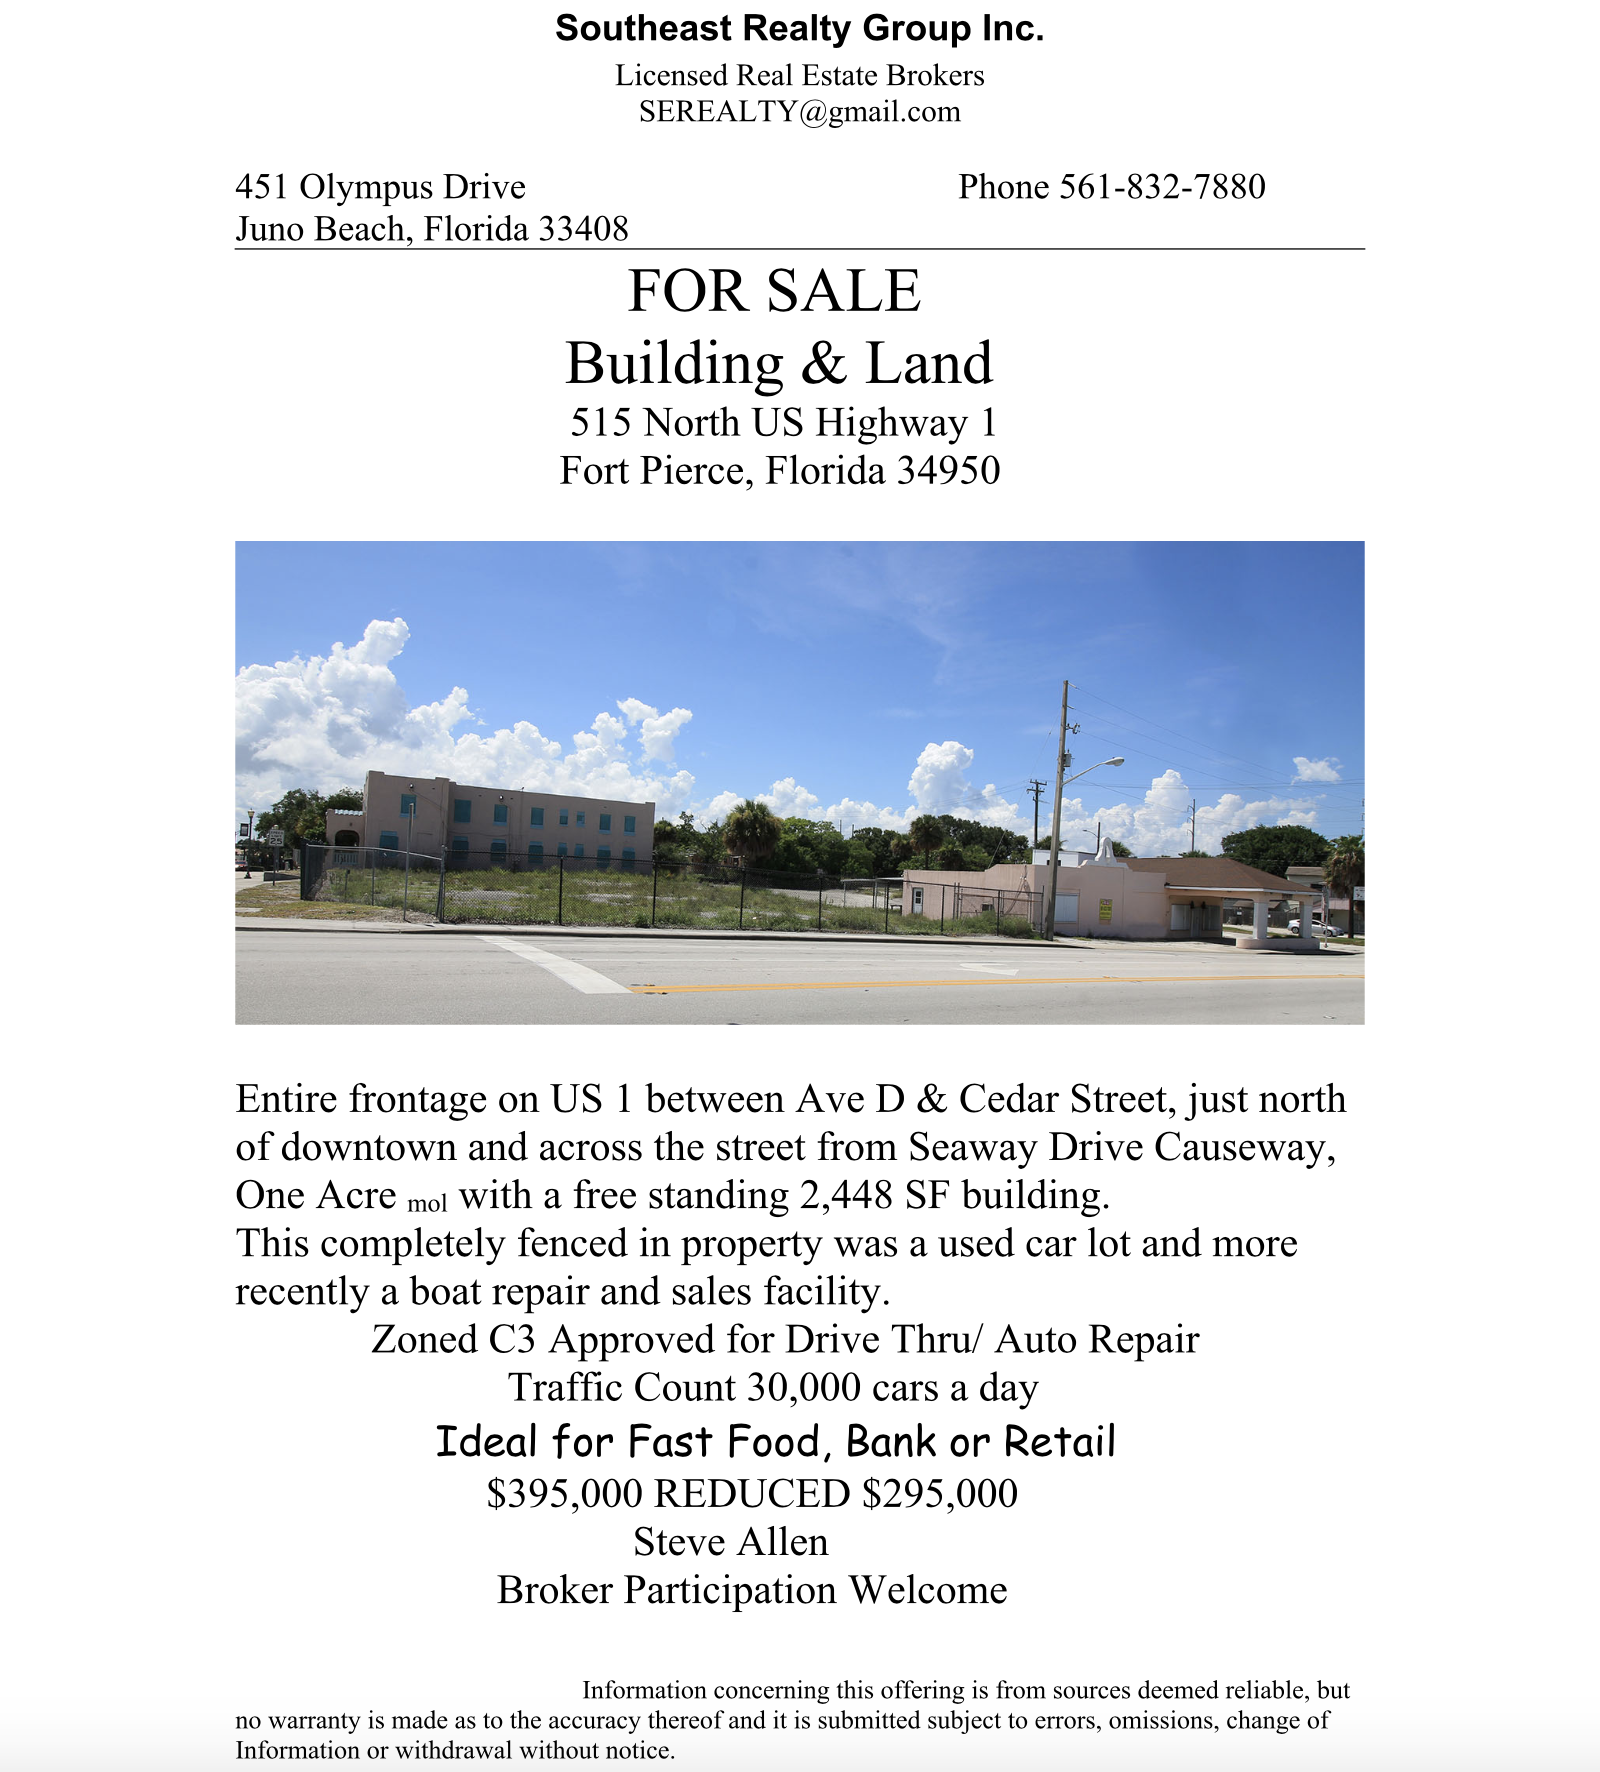 Southeast Realty Group Inc.
Licensed Real Estate Brokers
SEREALTY@gmail.com
451 Olympus Drive Phone 561-832-7880
Juno Beach, Florida 33408
FOR SALE
Building & Land
515 North US Highway 1
Fort Pierce, Florida 34950
Entire frontage on US 1 between Ave D & Cedar Street, just north
of downtown and across the street from Seaway Drive Causeway,
One Acre mol with a free standing 2,448 SF building.
This completely fenced in property was a used car lot and more
recently a boat repair and sales facility.
Zoned C3 Approved for Drive Thru/ Auto Repair
Traffic Count 30,000 cars a day
Ideal for Fast Food, Bank or Retail
$395,000 REDUCED $295,000
Steve Allen
Broker Participation Welcome
Information concerning this offering is from sources deemed reliable, but
no warranty is made as to the accuracy thereof and it is submitted subject to errors, omissions, change of
Information or withdrawal without notice.